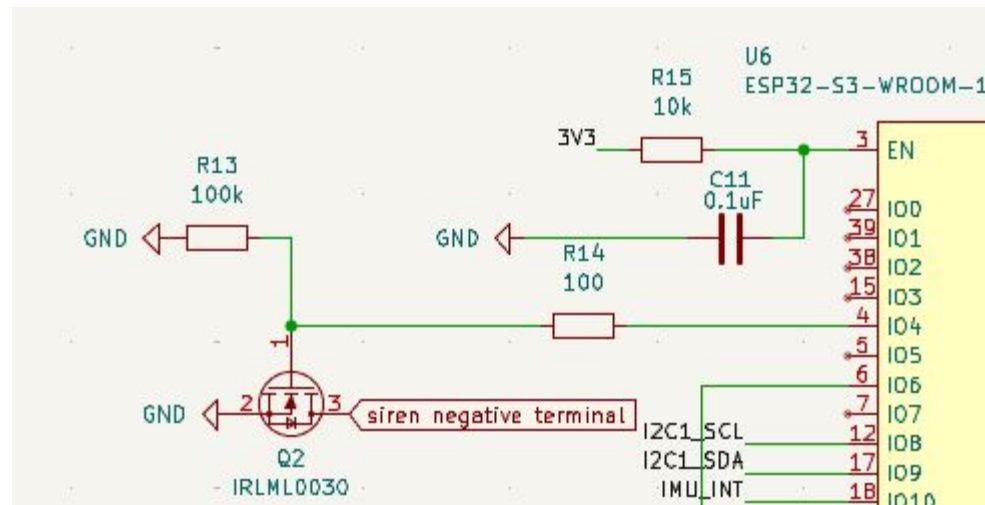 U6
ESP32-S3-WROOM-1
R15
10k
3V3
3
EN
R13
100k
C11
0.1uF
27
IO0
GND
GND
39
IO1
R14
100
38
IO2
15
IO3
4
IO4
1
5
IO5
6
IO6
GND
2
3
siren negative terminal
7
IO7
I2C1_SCL
12
IO8
Q2
I2C1_SDA
17
IO9
IRLML0030
IMU_INT
18
IO10